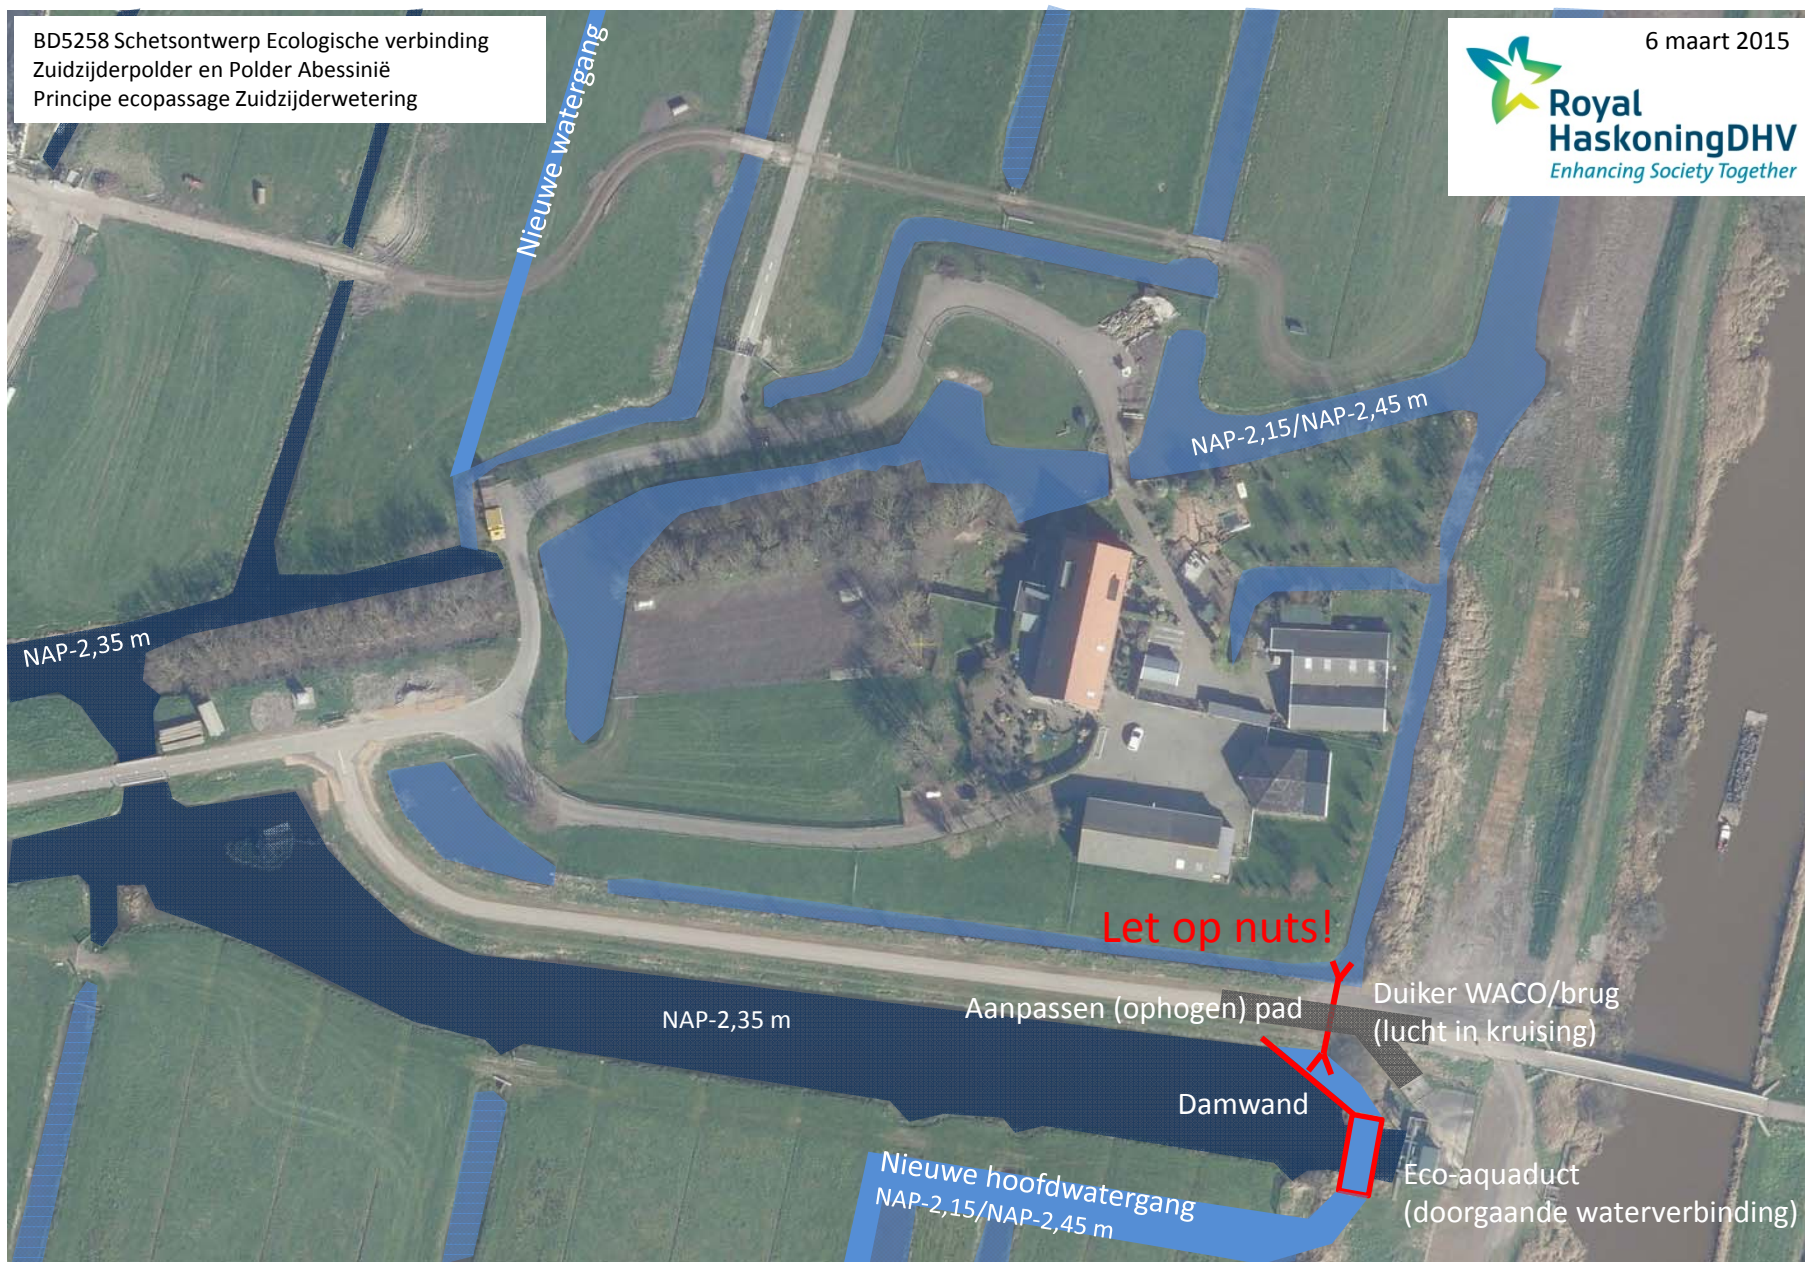 BD5258 Schetsontwerp Ecologische verbinding
Zuidzijderpolder en Polder Abessinië
Principe ecopassage Zuidzijderwetering
6 maart 2015
Royal
HaskoningDHV
Enhancing Society Together
Nieuwe watergang
NAP-2,15/NAP-2,45 m
NAP-2,35 m
Let op nuts!
Aanpassen (ophogen) pad
Duiker WACO/brug
(lucht in kruising)
NAP-2,35 m
Damwand
Nieuwe hoofdwatergang
NAP-2,15/NAP-2,45 m
Eco-aquaduct
(doorgaande waterverbinding)